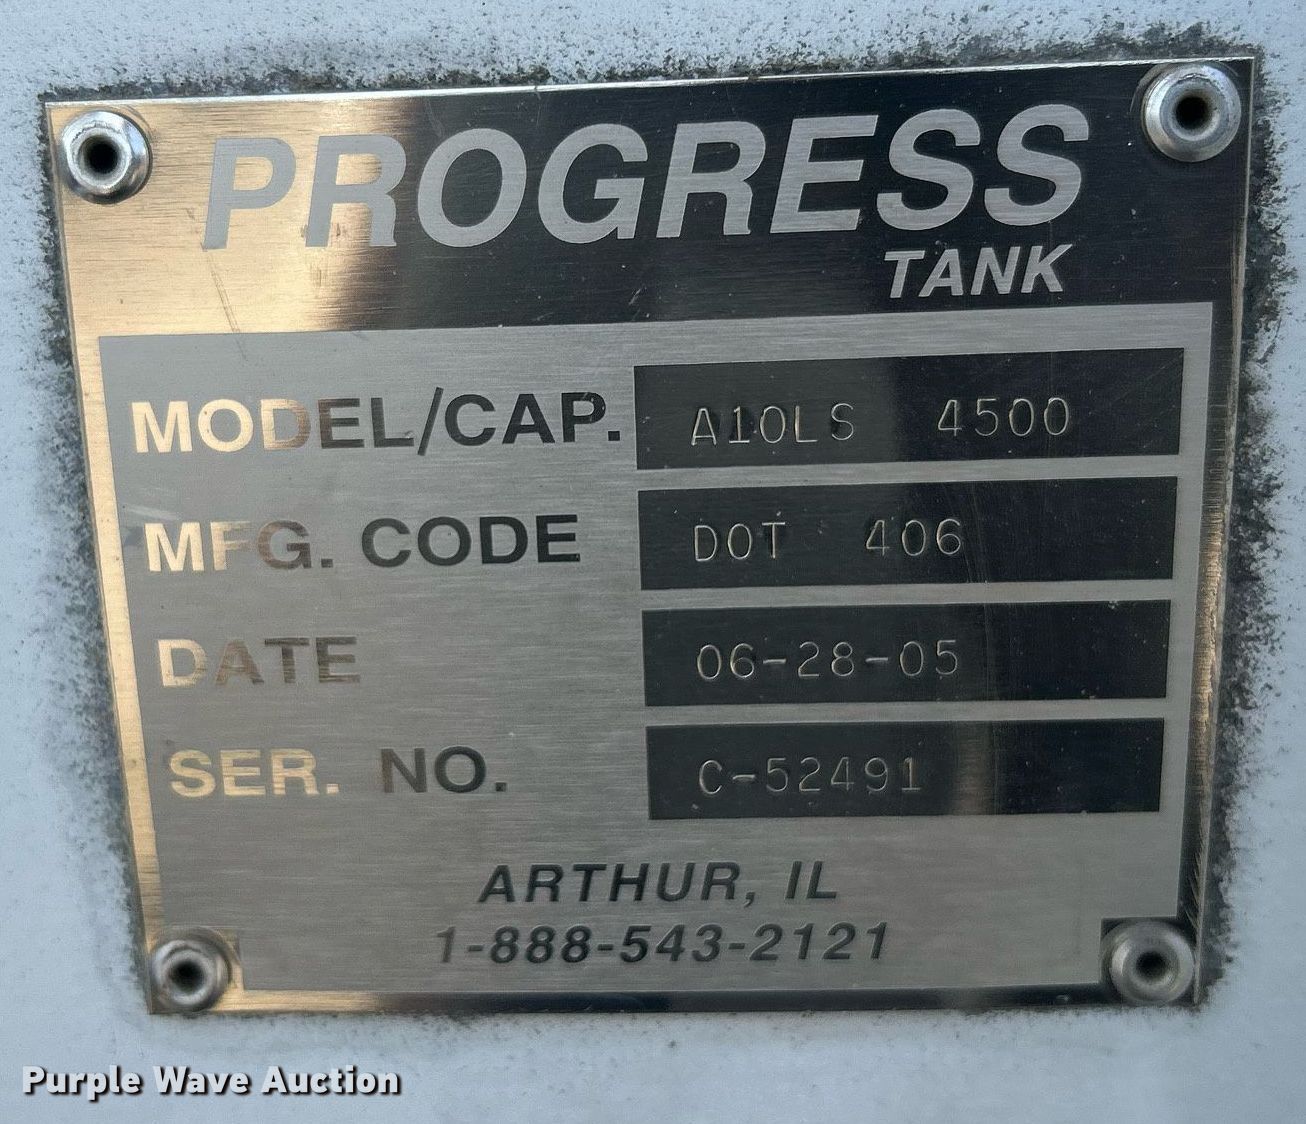 PROGRESS
TANK
MODEL/CAP. A10LS 4500
MFG. CODE DOT 406
DATE 06-28-05
SER. NO. C-52491
ARTHUR, IL
1-888-543-2121
Purple Wave Auction